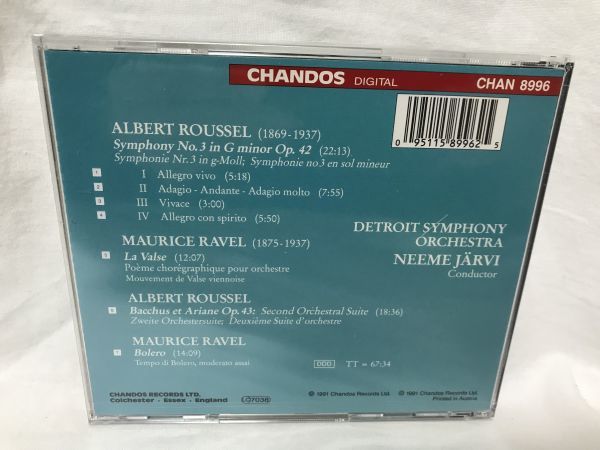 CHANDOS DIGITAL CHAN 8996
0 95115 89962 5
ALBERT ROUSSEL (1869-1937)
Symphony No. 3 in G minor Op. 42 (22:13)
Symphonie Nr. 3 in g-Moll; Symphonie no 3 en sol mineur
1 I Allegro vivo (5:18)
2 II Adagio - Andante - Adagio molto (7:55)
3 III Vivace (3:00)
4 IV Allegro con spirito (5:50)
MAURICE RAVEL (1875-1937)
5 La Valse (12:07)
Poème chorégraphique pour orchestre
Mouvement de Valse viennoise
ALBERT ROUSSEL
6 Bacchus et Ariane Op. 43: Second Orchestral Suite (18:36)
Zweite Orchestersuite; Deuxième Suite d'orchestre
MAURICE RAVEL
7 Bolero (14:09)
Tempo di Bolero, moderato assai
DETROIT SYMPHONY
ORCHESTRA
NEEME JÄRVI
Conductor
DDD TT = 67:34
CHANDOS RECORDS LTD.
Colchester . Essex . England
LC7038
℗ 1991 Chandos Records Ltd.
© 1991 Chandos Records Ltd.
Printed in Austria